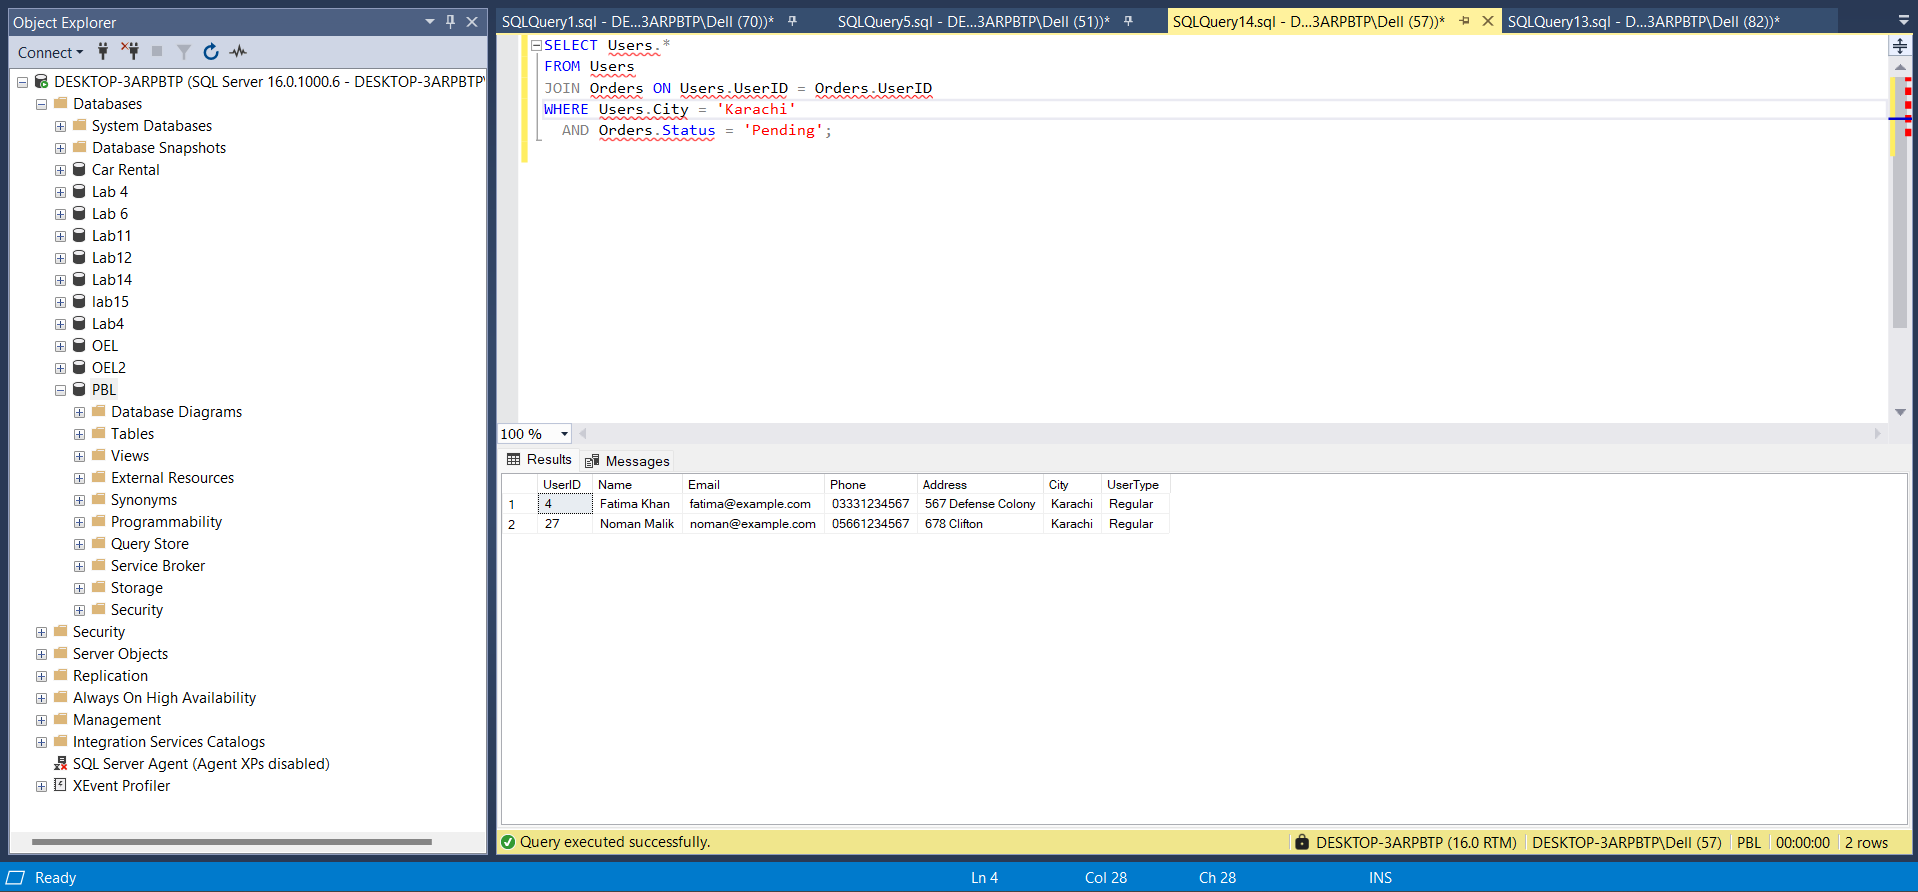 Object Explorer
Connect
DESKTOP-3ARPBTP (SQL Server 16.0.1000.6 - DESKTOP-3ARPBTP\
Databases
System Databases
Database Snapshots
Car Rental
Lab 4
Lab 6
Lab11
Lab12
Lab14
lab15
Lab4
OEL
OEL2
PBL
Database Diagrams
Tables
Views
External Resources
Synonyms
Programmability
Query Store
Service Broker
Storage
Security
Security
Server Objects
Replication
Always On High Availability
Management
Integration Services Catalogs
SQL Server Agent (Agent XPs disabled)
XEvent Profiler
SQLQuery1.sql - DE...3ARPBTP\Dell (70))* SQLQuery5.sql - DE...3ARPBTP\Dell (51))* SQLQuery14.sql - D...3ARPBTP\Dell (57))* SQLQuery13.sql - D...3ARPBTP\Dell (82))*
SELECT Users.*
FROM Users
JOIN Orders ON Users.UserID = Orders.UserID
WHERE Users.City = 'Karachi'
AND Orders.Status = 'Pending';
100 %
Results Messages
UserID Name Email Phone Address City UserType
1 4 Fatima Khan fatima@example.com 03331234567 567 Defense Colony Karachi Regular
2 27 Noman Malik noman@example.com 05661234567 678 Clifton Karachi Regular
Query executed successfully. DESKTOP-3ARPBTP (16.0 RTM) DESKTOP-3ARPBTP\Dell (57) PBL 00:00:00 2 rows
Ready Ln 4 Col 28 Ch 28 INS